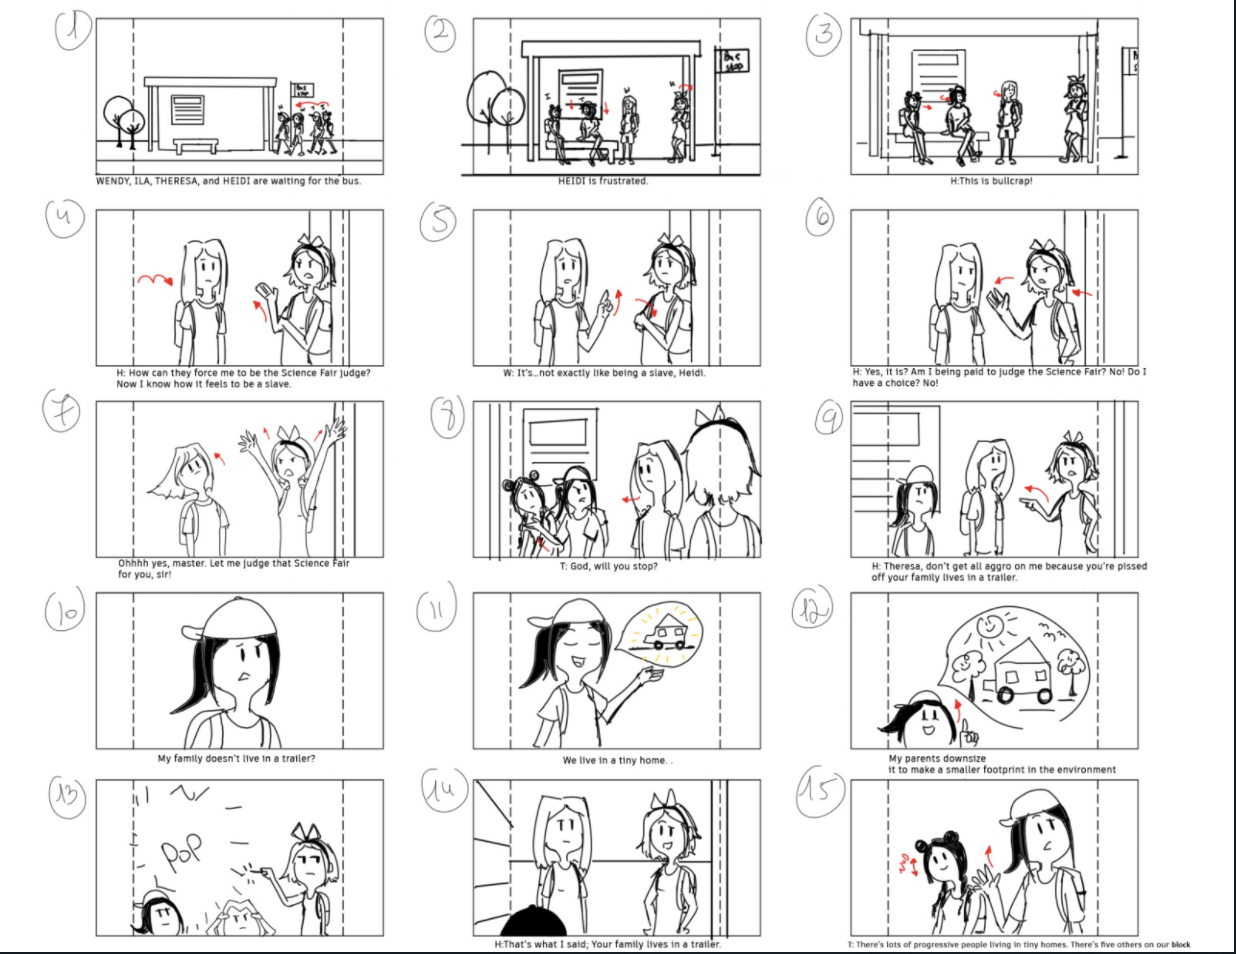 1
2
3
BUS
STOP
H
W
T
I
BUS
STOP
I
T
W
H
WENDY, ILA, THERESA, and HEIDI are waiting for the bus.
HEIDI is frustrated.
H:This is bullcrap!
4
5
6
H: How can they force me to be the Science Fair judge?
Now I know how it feels to be a slave.
W: It's...not exactly like being a slave, Heidi.
H: Yes, it is? Am I being paid to judge the Science Fair? No! Do I
have a choice? No!
7
8
9
Ohhhh yes, master. Let me judge that Science Fair
for you, sir!
T: God, will you stop?
H: Theresa, don't get all aggro on me because you're pissed
off your family lives in a trailer.
10
11
12
My family doesn't live in a trailer?
We live in a tiny home. .
My parents downsize
it to make a smaller footprint in the environment
13
14
15
POP
H:That's what I said; Your family lives in a trailer.
T: There's lots of progressive people living in tiny homes. There's five others on our block